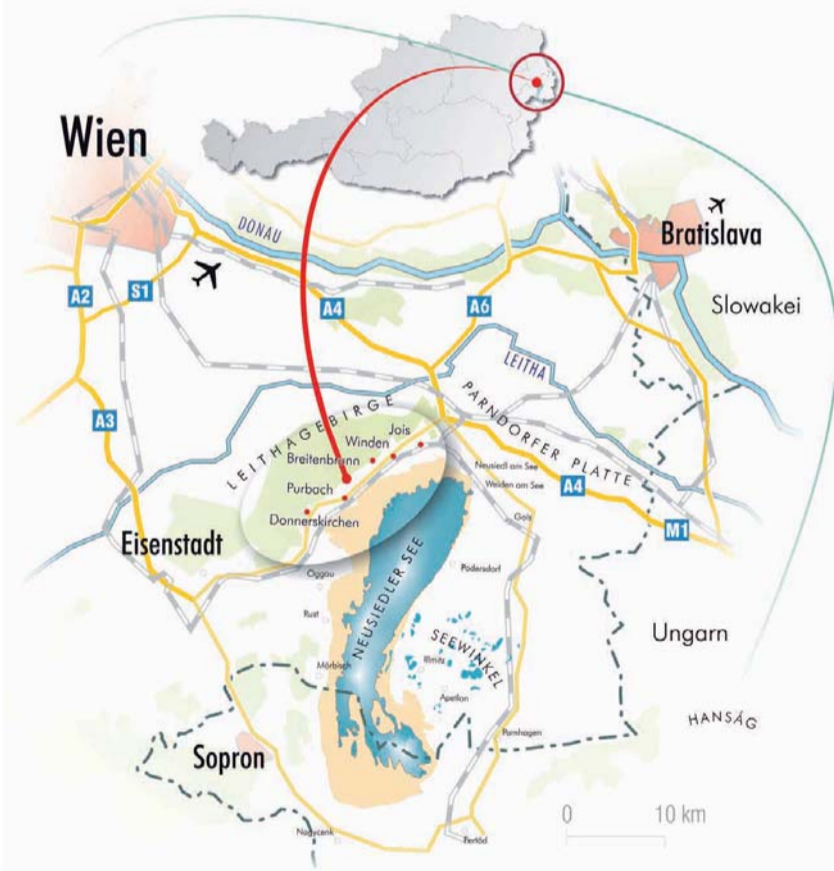 Wien
DONAU
Bratislava
Slowakei
A2
S1
A4
A6
LEITHA
A3
LEITHAGEBIRGE
PARNDORFER PLATTE
Jois
Winden
Breitenbrunn
Purbach
Donnerskirchen
Neusiedl am See
Weiden am See
A4
Gols
M1
Eisenstadt
Oggau
Podersdorf
NEUSIEDLER SEE
Rust
SEEWINKEL
Ungarn
Mörbisch
Illmitz
Apetlon
HANSÁG
Pamhagen
Sopron
0 10 km
Nagycenk
Fertöd